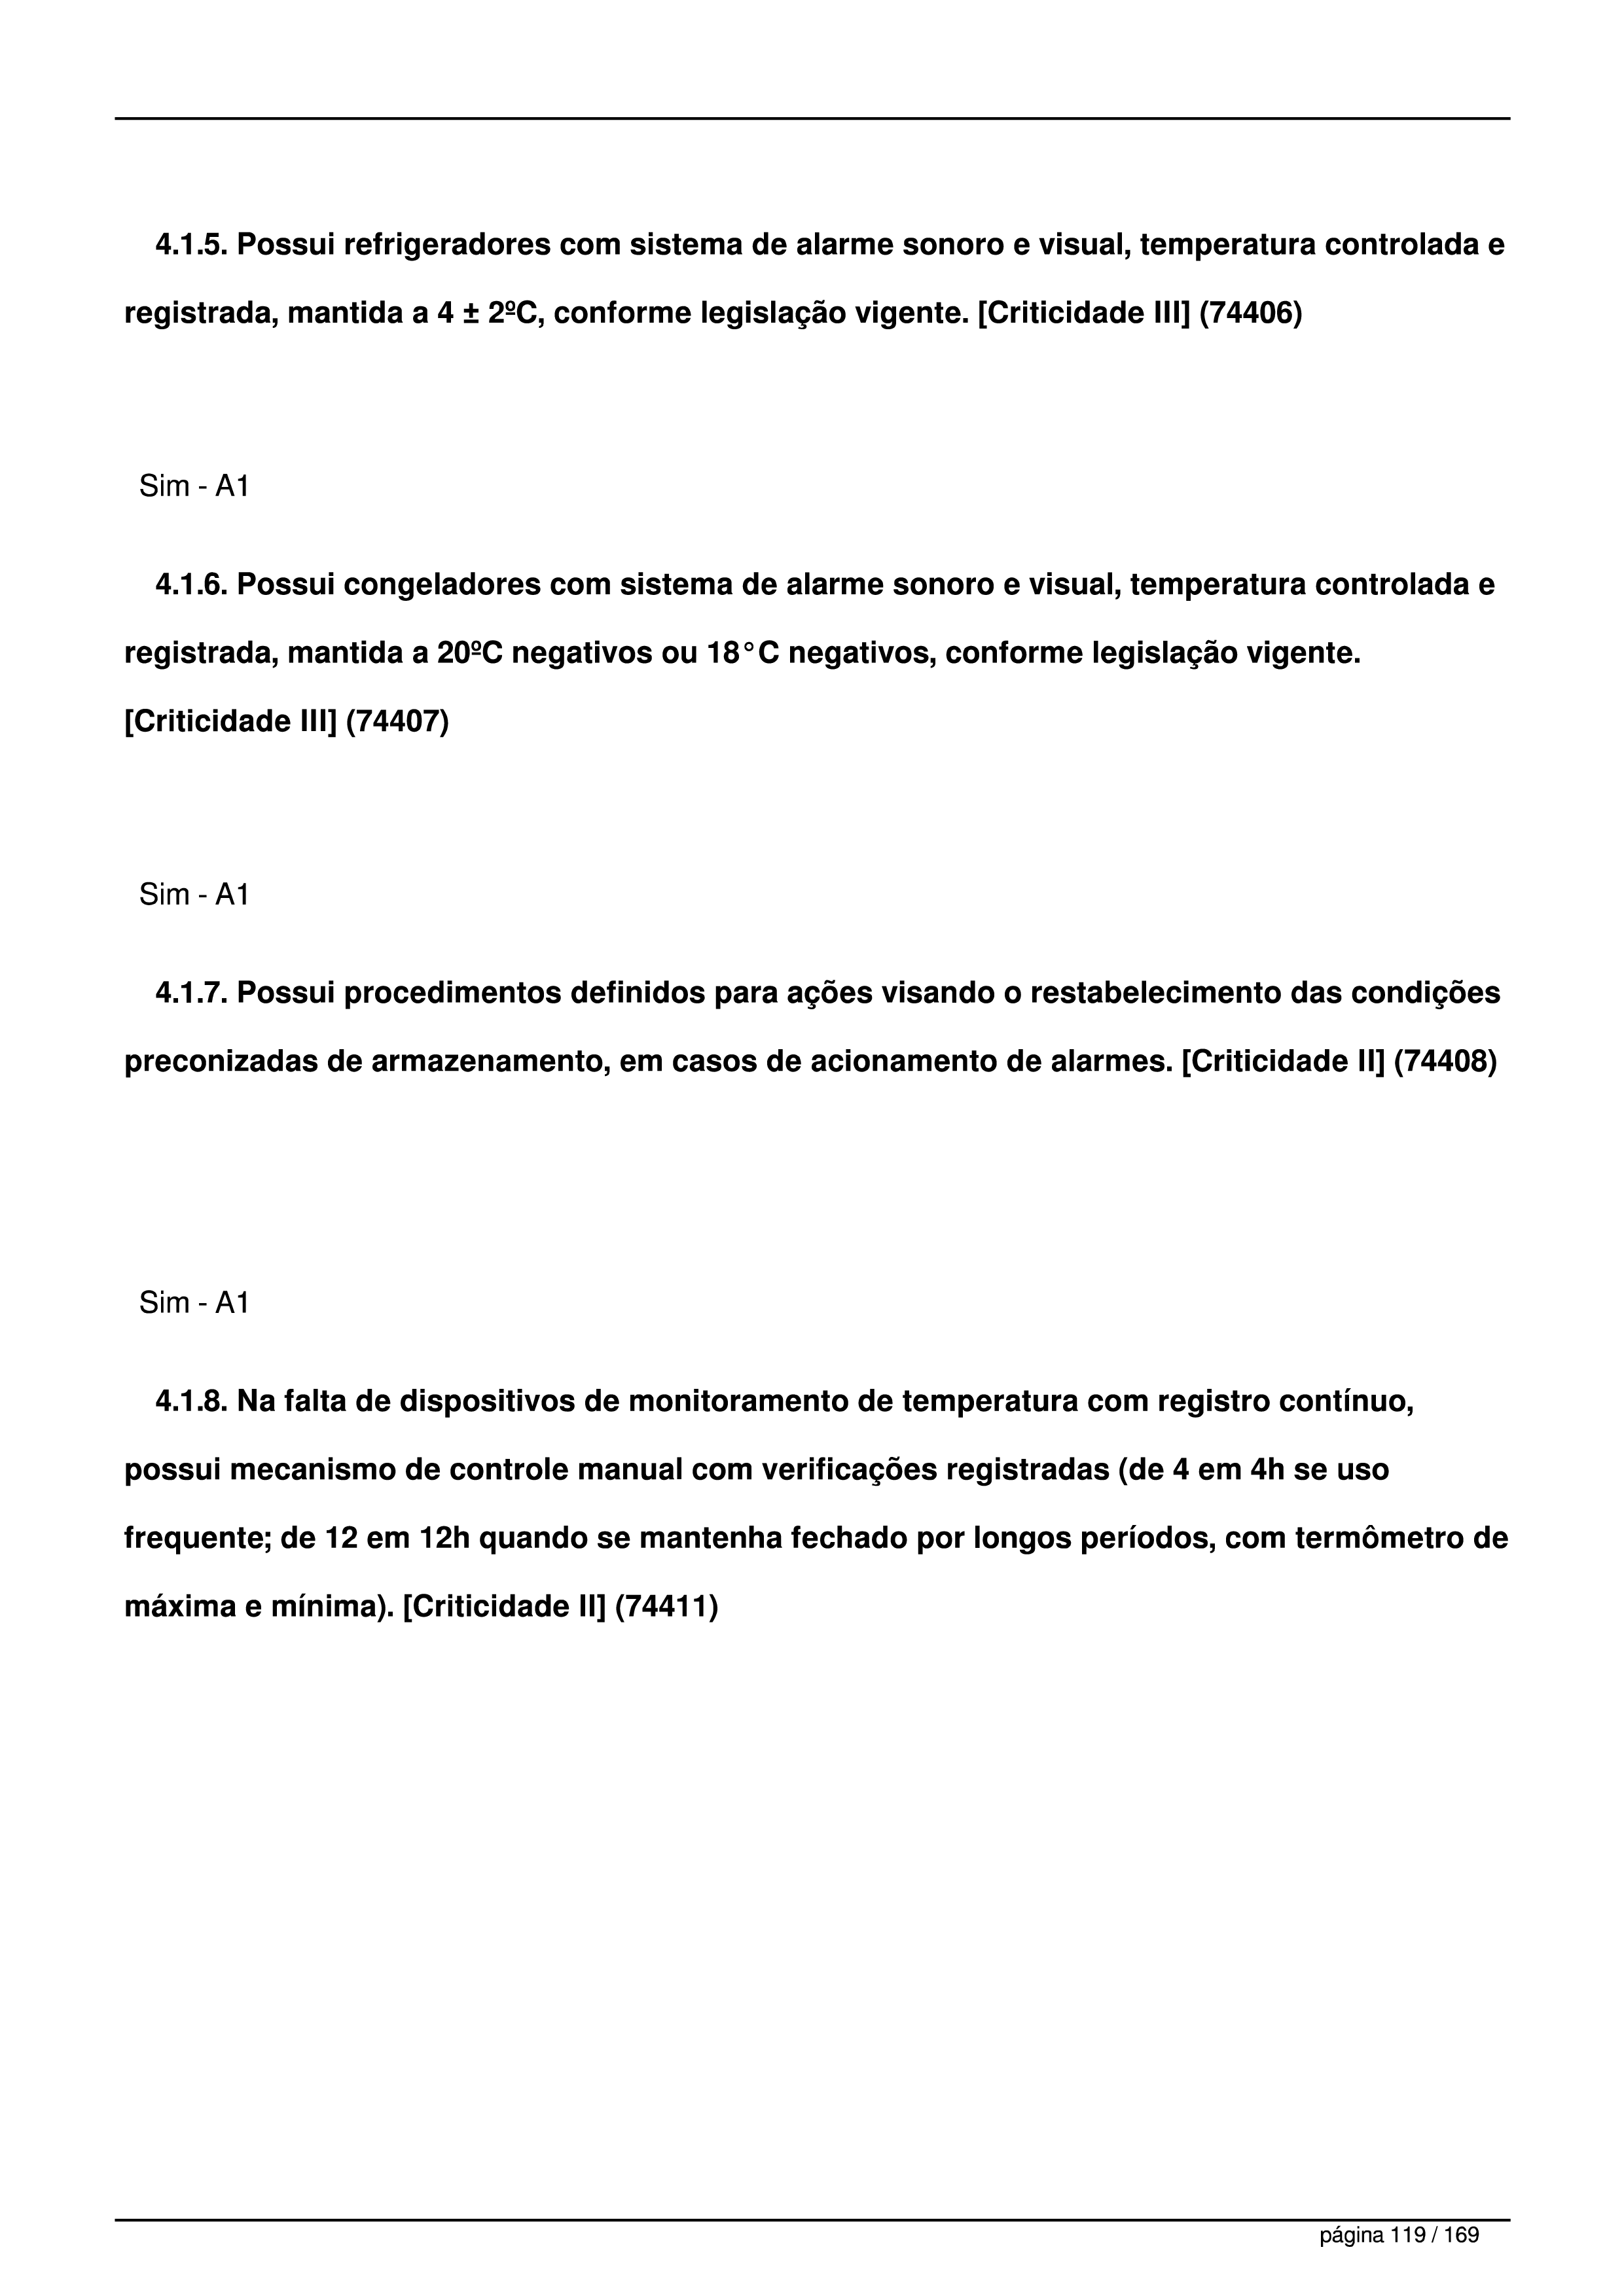 4.1.5. Possui refrigeradores com sistema de alarme sonoro e visual, temperatura controlada e
registrada, mantida a 4 ± 2ºC, conforme legislação vigente. [Criticidade III] (74406)
Sim - A1
4.1.6. Possui congeladores com sistema de alarme sonoro e visual, temperatura controlada e
registrada, mantida a 20ºC negativos ou 18°C negativos, conforme legislação vigente.
[Criticidade III] (74407)
Sim - A1
4.1.7. Possui procedimentos definidos para ações visando o restabelecimento das condições
preconizadas de armazenamento, em casos de acionamento de alarmes. [Criticidade II] (74408)
Sim - A1
4.1.8. Na falta de dispositivos de monitoramento de temperatura com registro contínuo,
possui mecanismo de controle manual com verificações registradas (de 4 em 4h se uso
frequente; de 12 em 12h quando se mantenha fechado por longos períodos, com termômetro de
máxima e mínima). [Criticidade II] (74411)
página 119 / 169